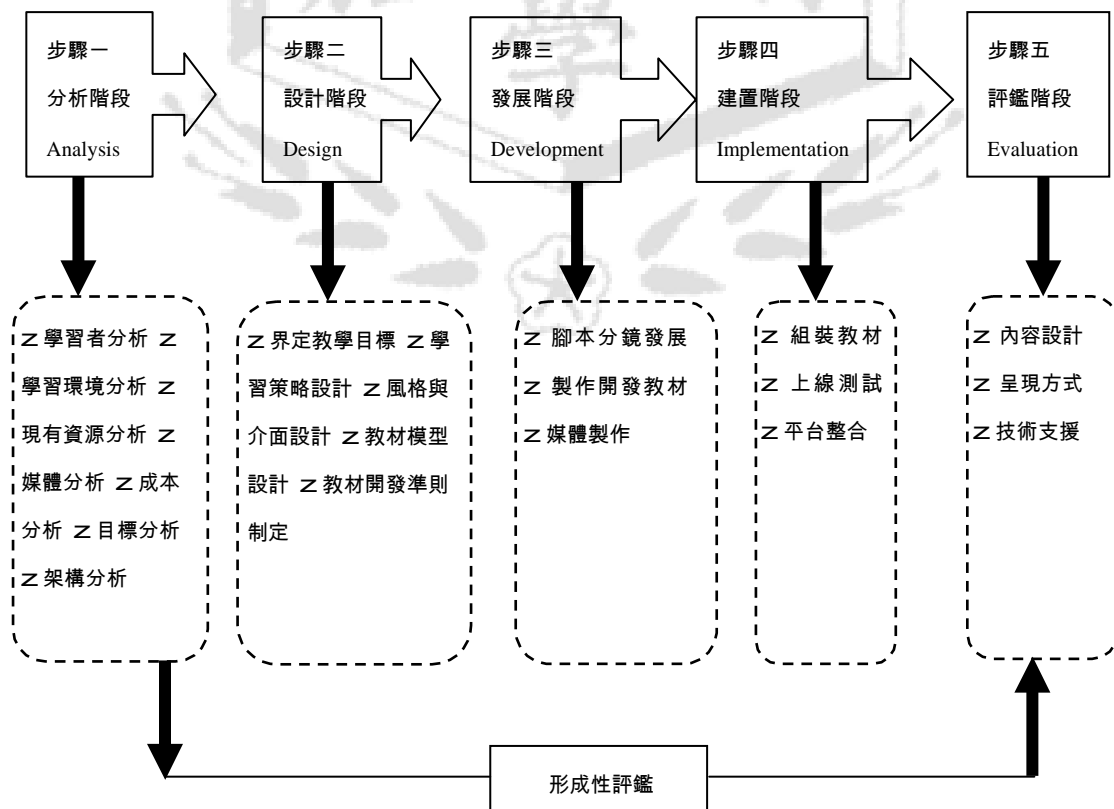 步驟一
分析階段
Analysis
步驟二
設計階段
Design
步驟三
發展階段
Development
步驟四
建置階段
Implementation
步驟五
評鑑階段
Evaluation
z 學習者分析 z
學習環境分析 z
現有資源分析 z
媒體分析 z 成本
分析 z 目標分析
z 架構分析
z 界定教學目標 z 學
習策略設計 z 風格與
介面設計 z 教材模型
設計 z 教材開發準則
制定
z 腳本分鏡發展
z 製作開發教材
z 媒體製作
z 組裝教材
z 上線測試
z 平台整合
z 內容設計
z 呈現方式
z 技術支援
形成性評鑑
學